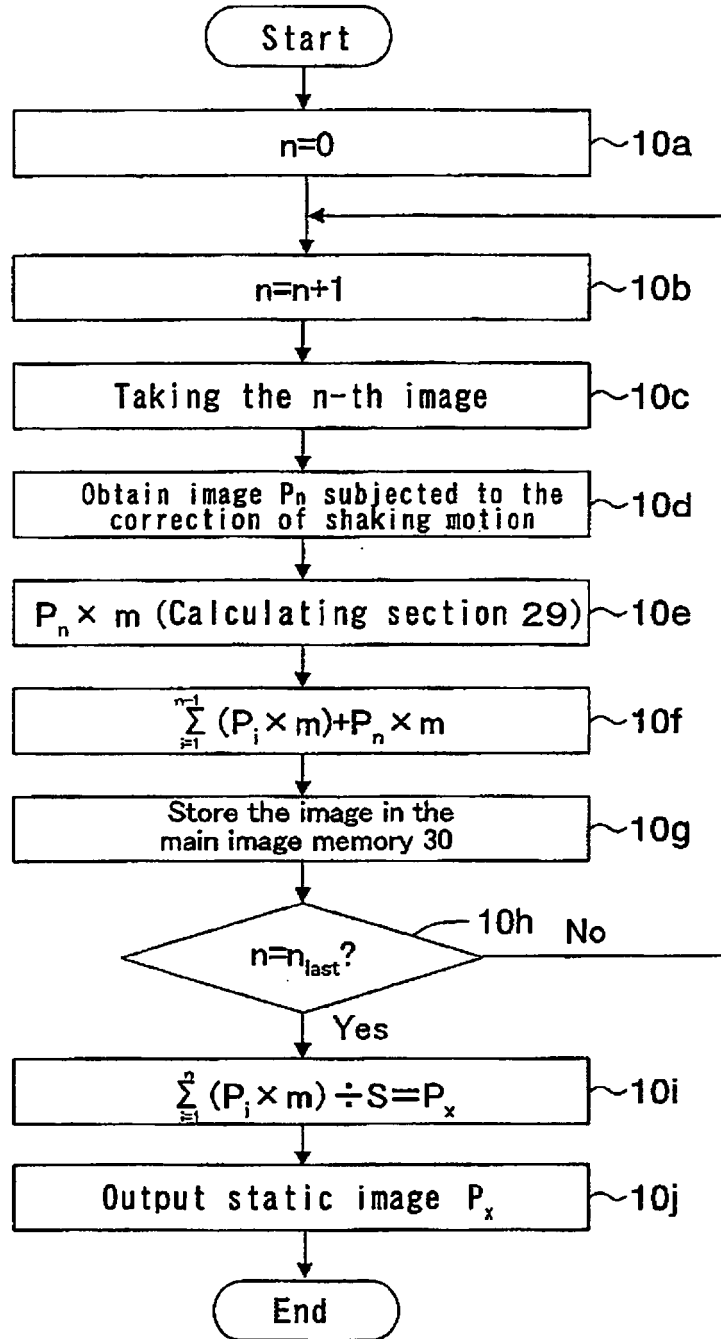 Start
n=0
10a
n=n+1
10b
Taking the n-th image
10c
Obtain image Pn subjected to the
correction of shaking motion
10d
Pₙ × m (Calculating section 29)
10e
n-1
Σ (Pᵢ × m)+Pₙ × m
i=1
10f
Store the image in the
main image memory 30
10g
10h
n=n_last?
No
Yes
n
Σ (Pᵢ × m) ÷ S = Pₓ
i=1
10i
Output static image Pₓ
10j
End